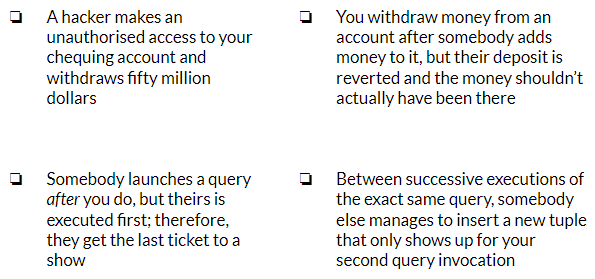 ❏ A hacker makes an
unauthorised access to your
chequing account and
withdraws fifty million
dollars
❏ You withdraw money from an
account after somebody adds
money to it, but their deposit is
reverted and the money shouldn’t
actually have been there
❏ Somebody launches a query
after you do, but theirs is
executed first; therefore,
they get the last ticket to a
show
❏ Between successive executions of
the exact same query, somebody
else manages to insert a new tuple
that only shows up for your
second query invocation